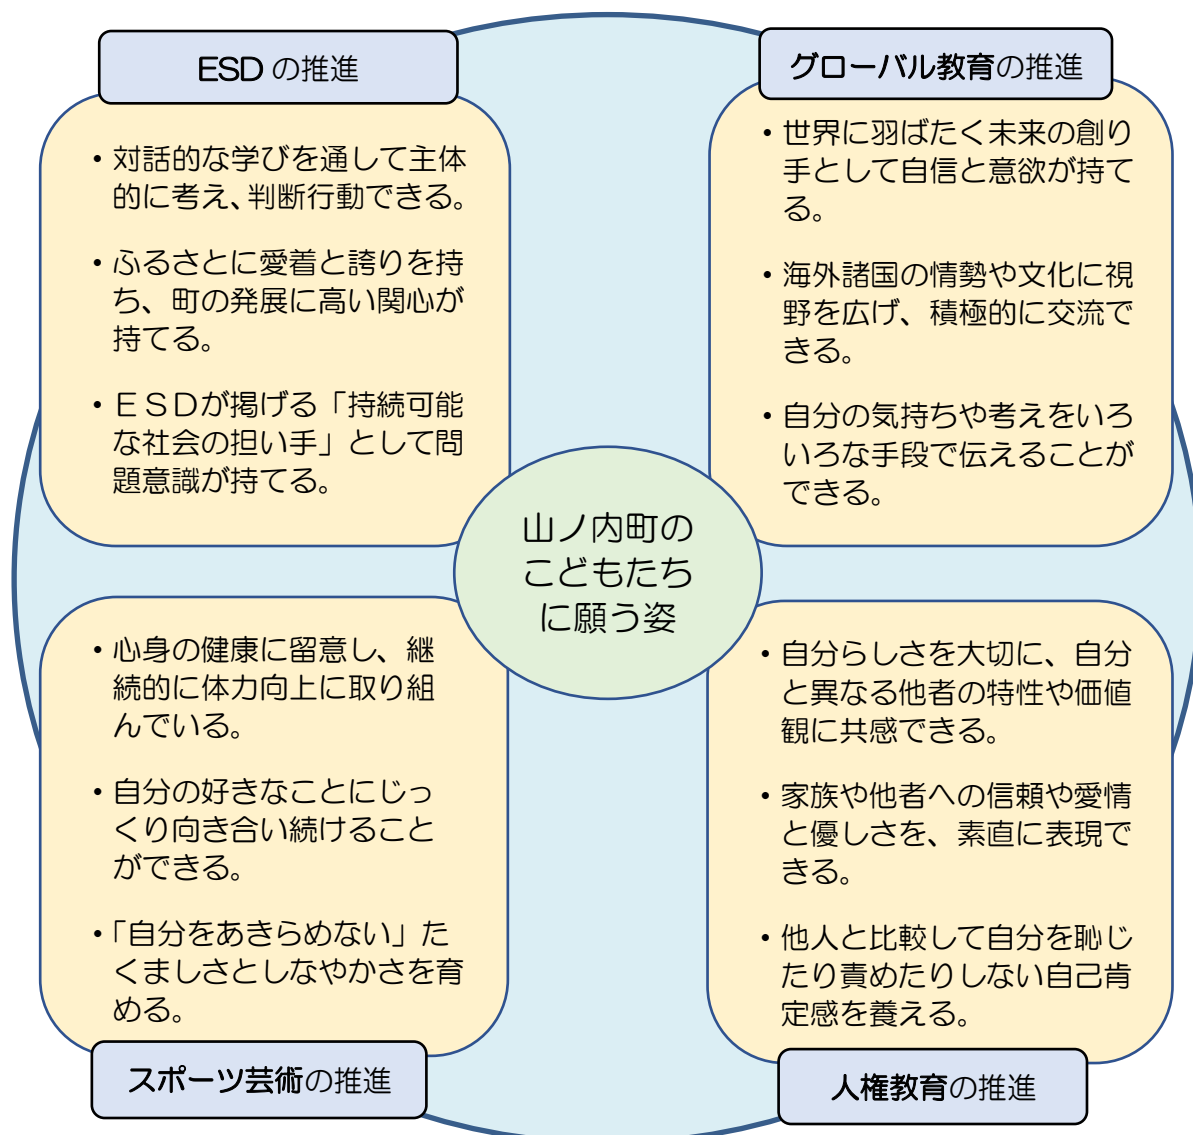 ESD の推進
・対話的な学びを通して主体
的に考え、判断行動できる。
・ふるさとに愛着と誇りを持
ち、町の発展に高い関心が
持てる。
・ＥＳＤが掲げる「持続可能
な社会の担い手」として問
題意識が持てる。
グローバル教育の推進
・世界に羽ばたく未来の創り
手として自信と意欲が持て
る。
・海外諸国の情勢や文化に視
野を広げ、積極的に交流で
きる。
・自分の気持ちや考えをいろ
いろな手段で伝えることが
できる。
山ノ内町の
こどもたち
に願う姿
・心身の健康に留意し、継
続的に体力向上に取り組
んでいる。
・自分の好きなことにじっ
くり向き合い続けること
ができる。
・「自分をあきらめない」た
くましさとしなやかさを育
める。
スポーツ芸術の推進
・自分らしさを大切に、自分
と異なる他者の特性や価値
観に共感できる。
・家族や他者への信頼や愛情
と優しさを、素直に表現で
きる。
・他人と比較して自分を恥じ
たり責めたりしない自己肯
定感を養える。
人権教育の推進